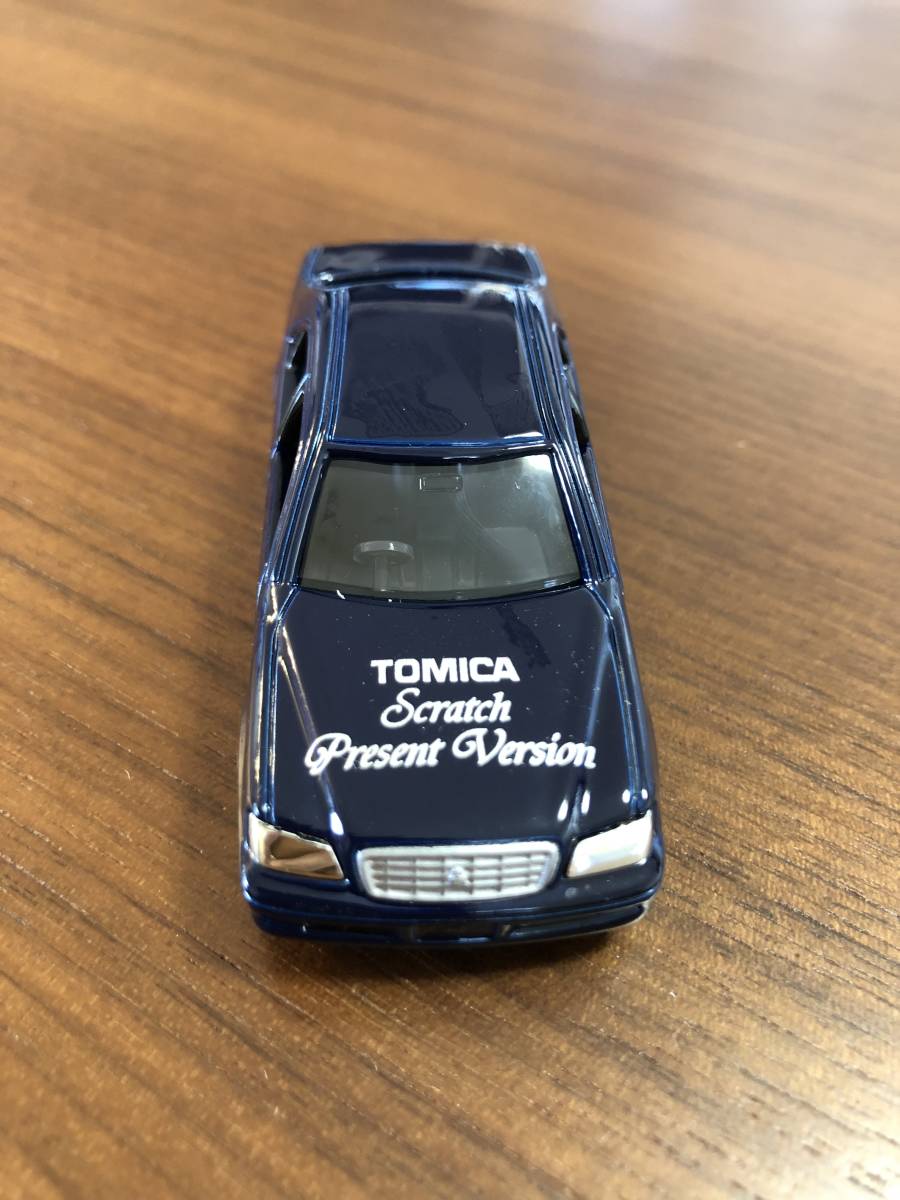 TOMICA
Scratch
Present Version